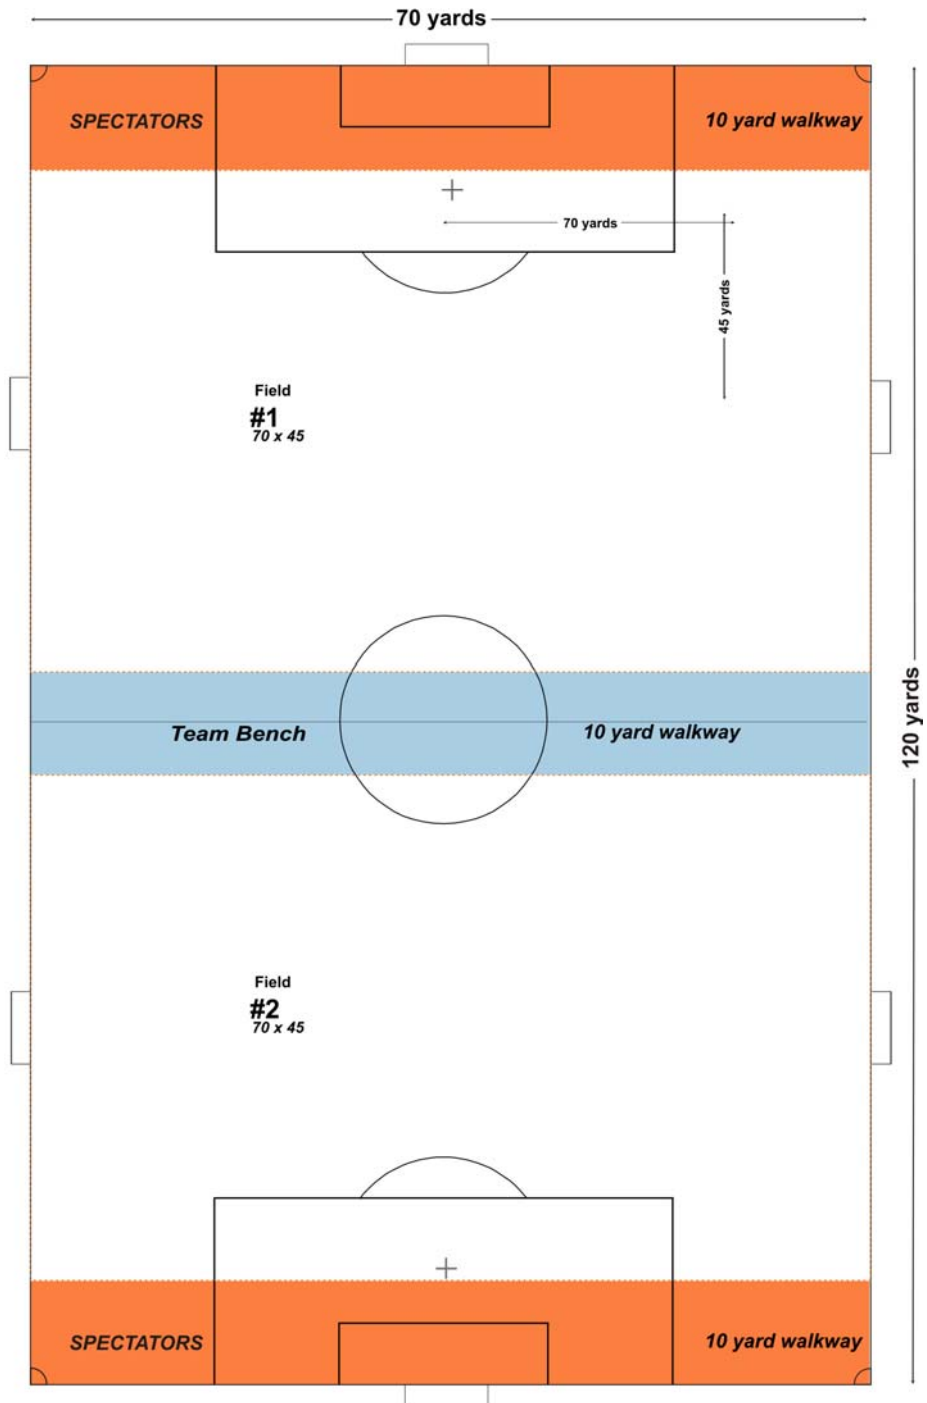 70 yards
SPECTATORS
10 yard walkway
70 yards
45 yards
Field
#1
70 x 45
120 yards
Team Bench
10 yard walkway
Field
#2
70 x 45
SPECTATORS
10 yard walkway